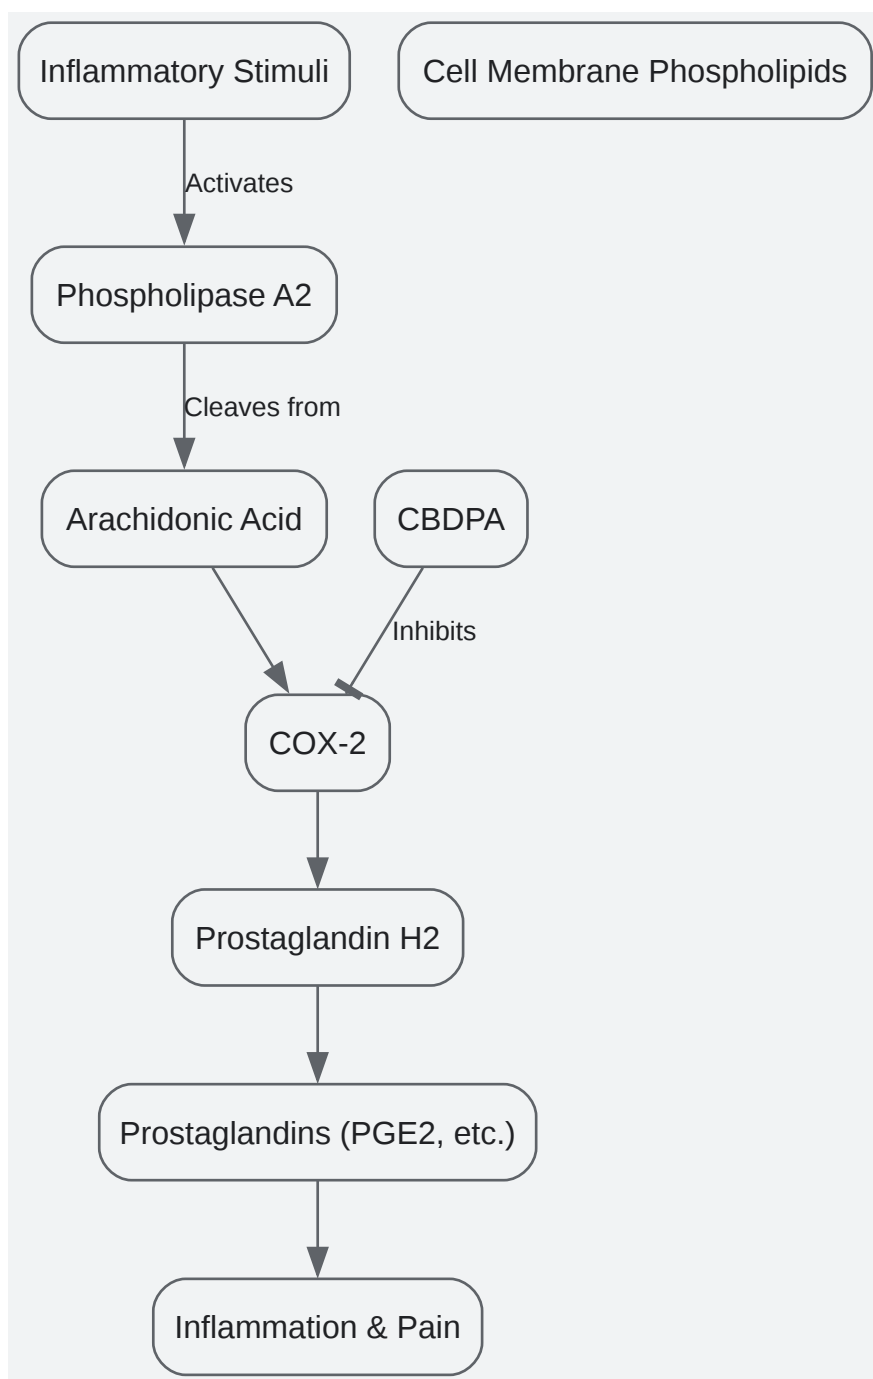 Inflammatory Stimuli
Cell Membrane Phospholipids
Activates
Phospholipase A2
Cleaves from
Arachidonic Acid
CBDPA
Inhibits
COX-2
Prostaglandin H2
Prostaglandins (PGE2, etc.)
Inflammation & Pain